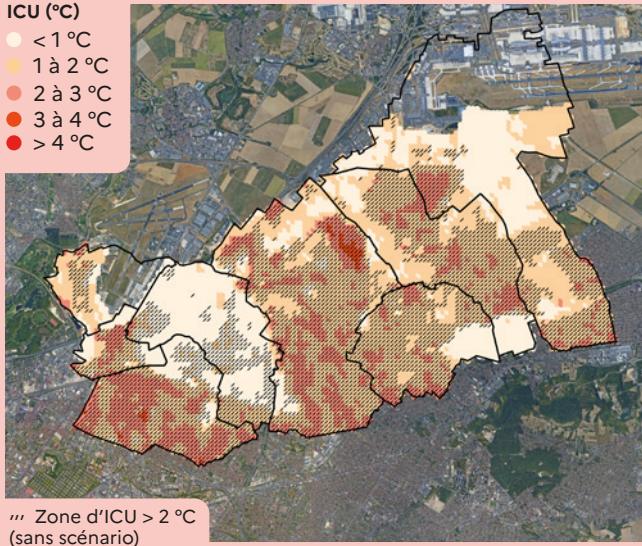 ICU (°C)
< 1 °C
1 à 2 °C
2 à 3 °C
3 à 4 °C
> 4 °C
Zone d'ICU > 2 °C
(sans scénario)